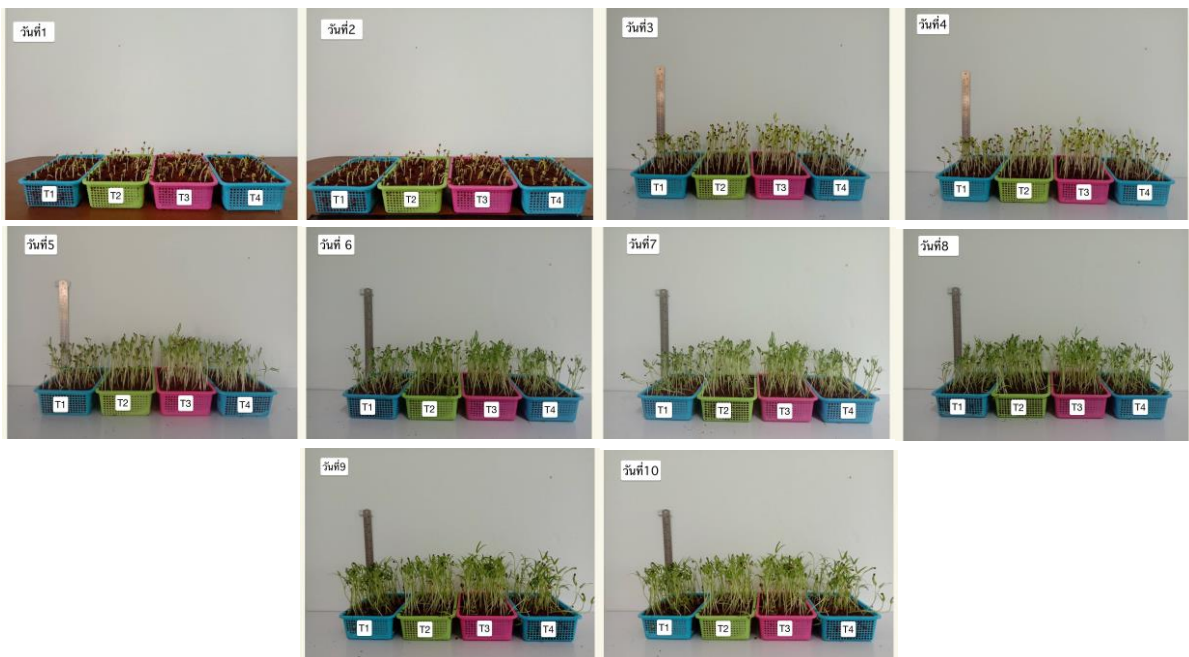 วันที่1
T1 T2 T3 T4
วันที่2
T1 T2 T3 T4
วันที่3
T1 T2 T3 T4
วันที่4
T1 T2 T3 T4
วันที่5
T1 T2 T3 T4
วันที่ 6
T1 T2 T3 T4
วันที่7
T1 T2 T3 T4
วันที่8
T1 T2 T3 T4
วันที่9
T1 T2 T3 T4
วันที่10
T1 T2 T3 T4